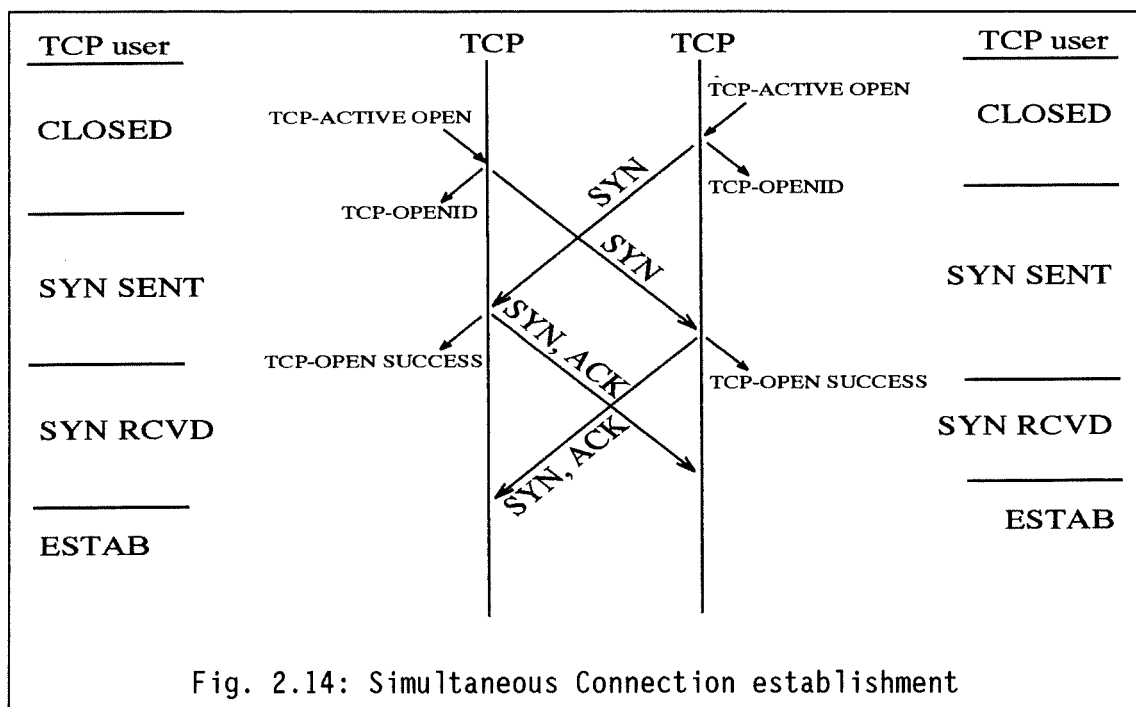 TCP user
TCP
TCP
TCP user
TCP-ACTIVE OPEN
TCP-ACTIVE OPEN
CLOSED
CLOSED
SYN
TCP-OPENID
TCP-OPENID
SYN
SYN SENT
SYN SENT
SYN, ACK
TCP-OPEN SUCCESS
TCP-OPEN SUCCESS
SYN RCVD
SYN RCVD
SYN, ACK
ESTAB
ESTAB
Fig. 2.14: Simultaneous Connection establishment